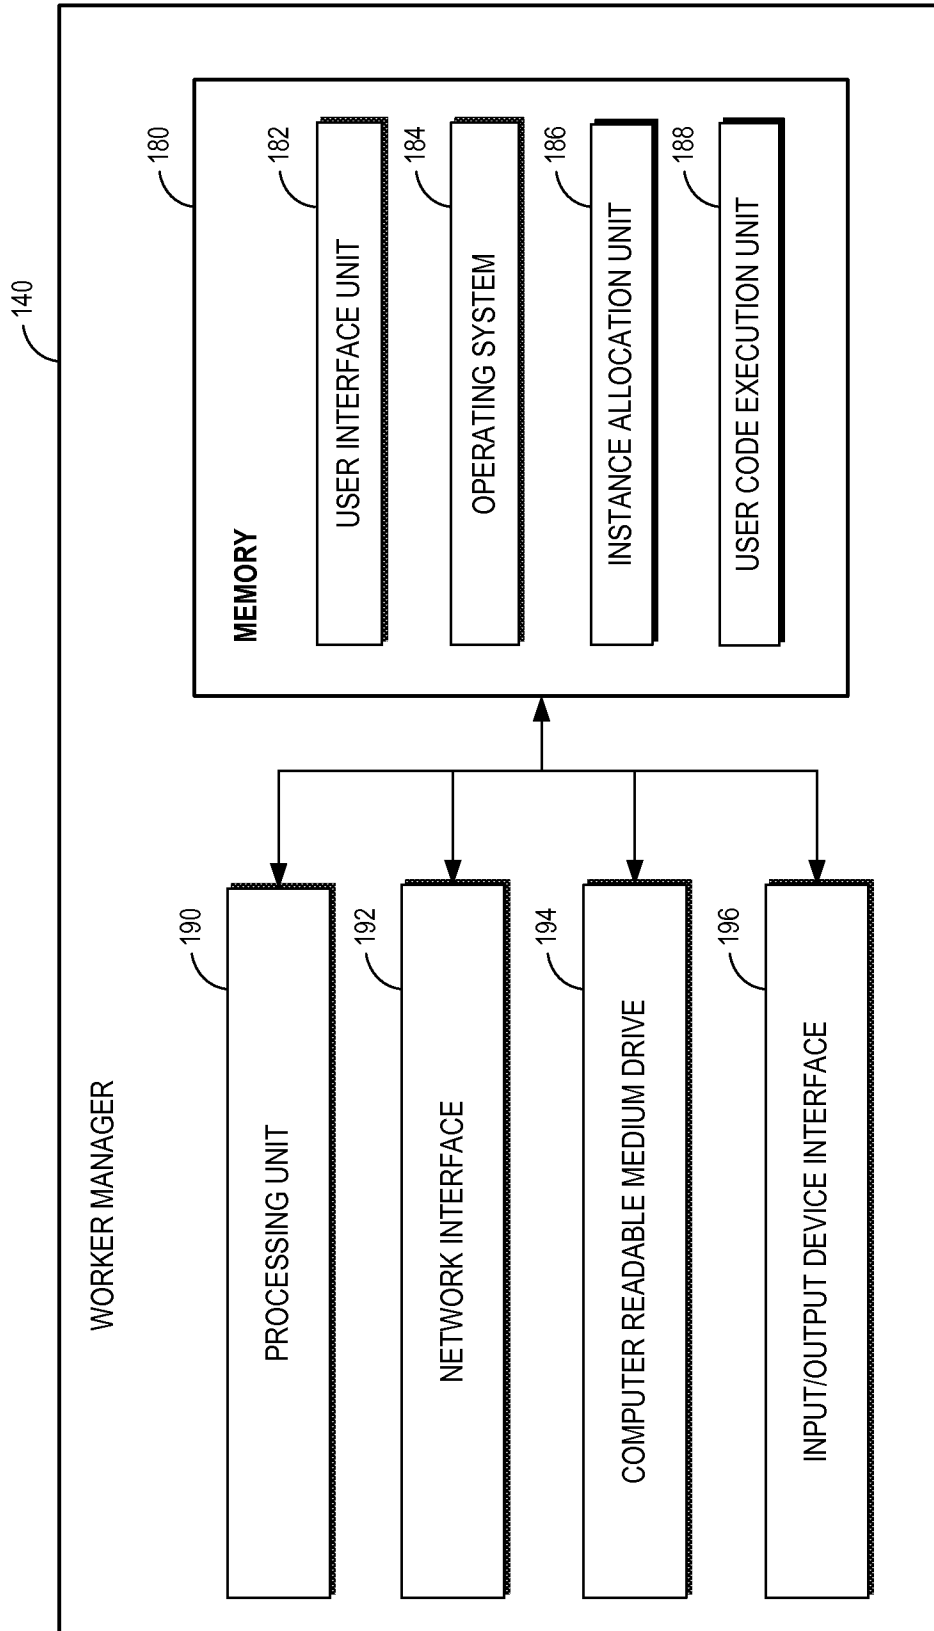 140
WORKER MANAGER
190
PROCESSING UNIT
192
NETWORK INTERFACE
194
COMPUTER READABLE MEDIUM DRIVE
196
INPUT/OUTPUT DEVICE INTERFACE
180
MEMORY
182
USER INTERFACE UNIT
184
OPERATING SYSTEM
186
INSTANCE ALLOCATION UNIT
188
USER CODE EXECUTION UNIT